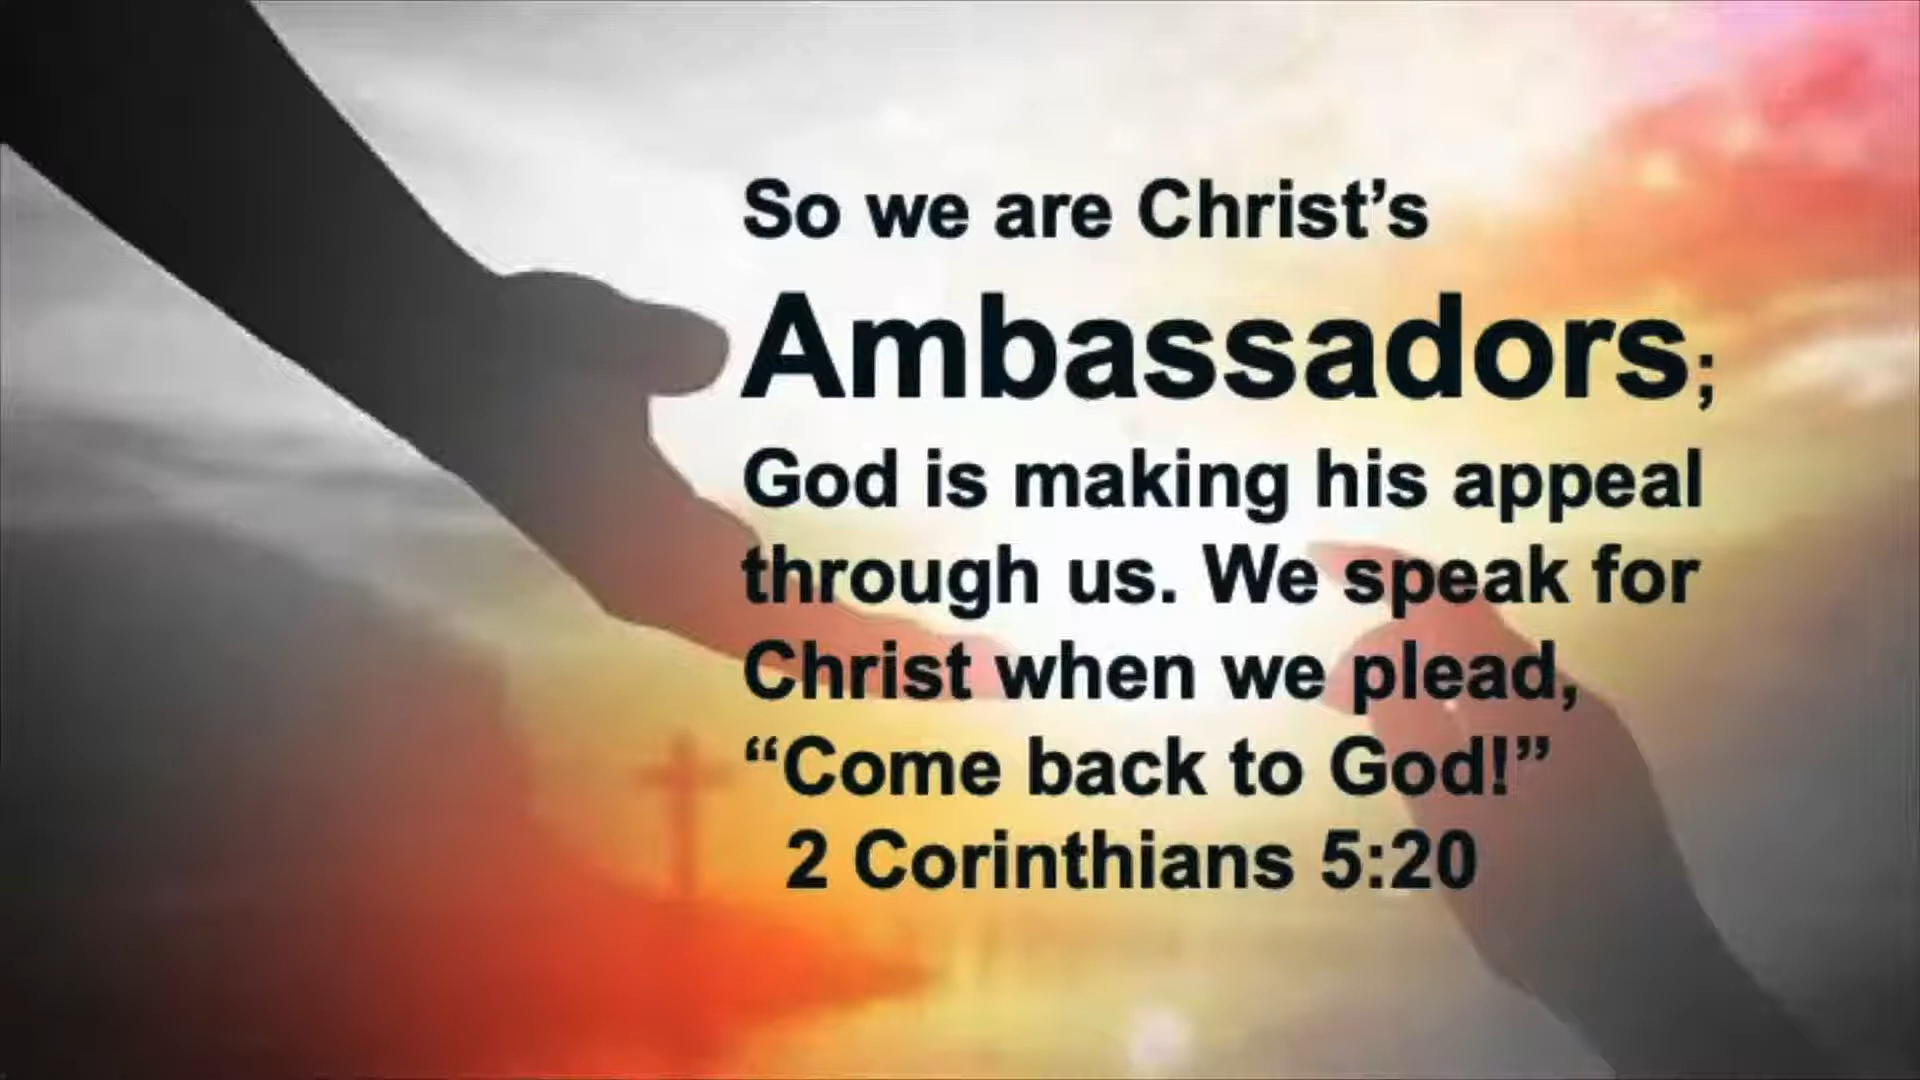 So we are Christ’s
Ambassadors;
God is making his appeal
through us. We speak for
Christ when we plead,
“Come back to God!”
2 Corinthians 5:20